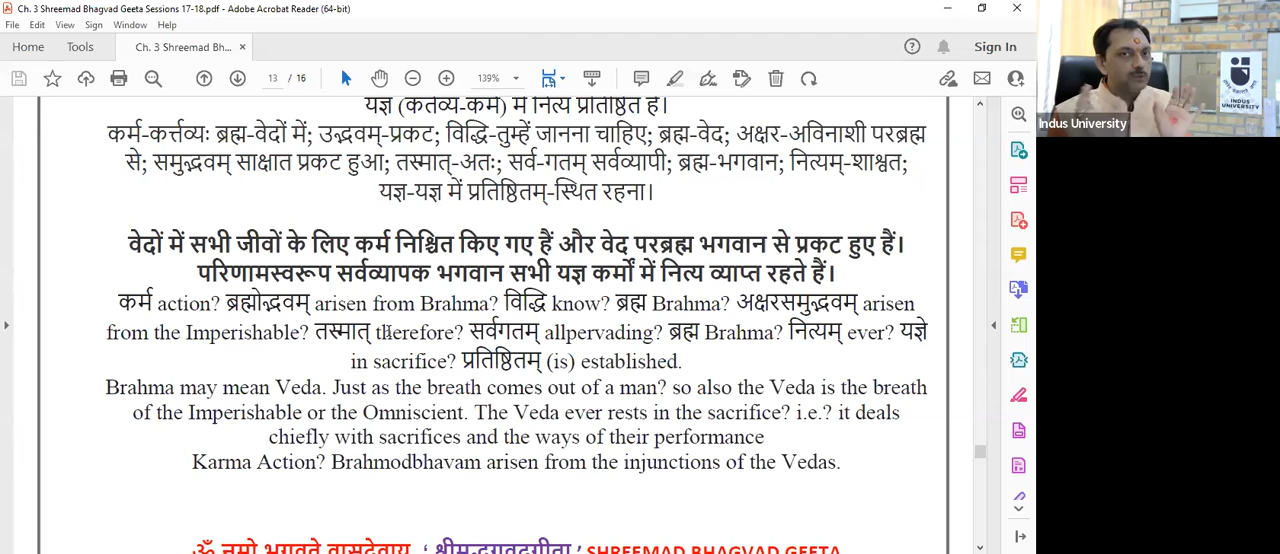 Ch. 3 Shreemad Bhagvad Geeta Sessions 17-18.pdf - Adobe Acrobat Reader (64-bit)
File Edit View Sign Window Help
Home Tools Ch. 3 Shreemad Bh... × Sign In
13 / 16 139%
यज्ञ (कर्तव्य-कर्म) में नित्य प्रतिष्ठित हैं।
कर्म-कर्त्तव्यः ब्रह्म-वेदों में; उद्भवम्-प्रकट; विद्धि-तुम्हें जानना चाहिए; ब्रह्म-वेद; अक्षर-अविनाशी परब्रह्म
से; समुद्भवम् साक्षात प्रकट हुआ; तस्मात्-अतः; सर्व-गतम् सर्वव्यापी; ब्रह्म-भगवान; नित्यम्-शाश्वत;
यज्ञ-यज्ञ में प्रतिष्ठितम्-स्थित रहना।
वेदों में सभी जीवों के लिए कर्म निश्चित किए गए हैं और वेद परब्रह्म भगवान से प्रकट हुए हैं।
परिणामस्वरूप सर्वव्यापक भगवान सभी यज्ञ कर्मों में नित्य व्याप्त रहते हैं।
कर्म action? ब्रह्मोद्भवम् arisen from Brahma? विद्धि know? ब्रह्म Brahma? अक्षरसमुद्भवम् arisen
from the Imperishable? तस्मात् therefore? सर्वगतम् allpervading? ब्रह्म Brahma? नित्यम् ever? यज्ञे
in sacrifice? प्रतिष्ठितम् (is) established.
Brahma may mean Veda. Just as the breath comes out of a man? so also the Veda is the breath
of the Imperishable or the Omniscient. The Veda ever rests in the sacrifice? i.e.? it deals
chiefly with sacrifices and the ways of their performance
Karma Action? Brahmodbhavam arisen from the injunctions of the Vedas.
ॐ नमो भगवते वासुदेवाय ‘ श्रीमद्भगवद्गीता ’ SHREEMAD BHAGVAD GEETA
INDUS
UNIVERSITY
Indus University